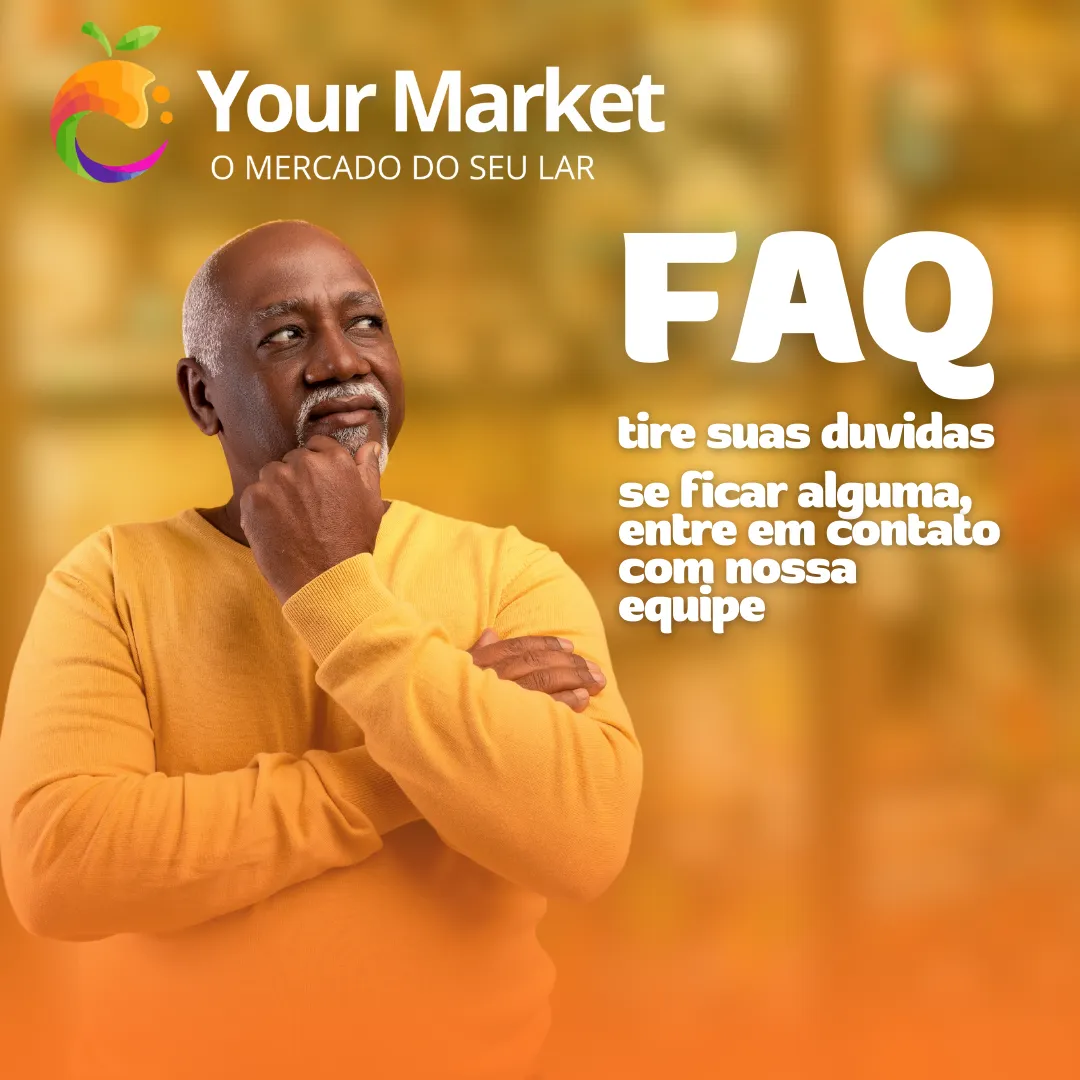 Your Market
O MERCADO DO SEU LAR
FAQ
tire suas duvidas
se ficar alguma,
entre em contato
com nossa
equipe